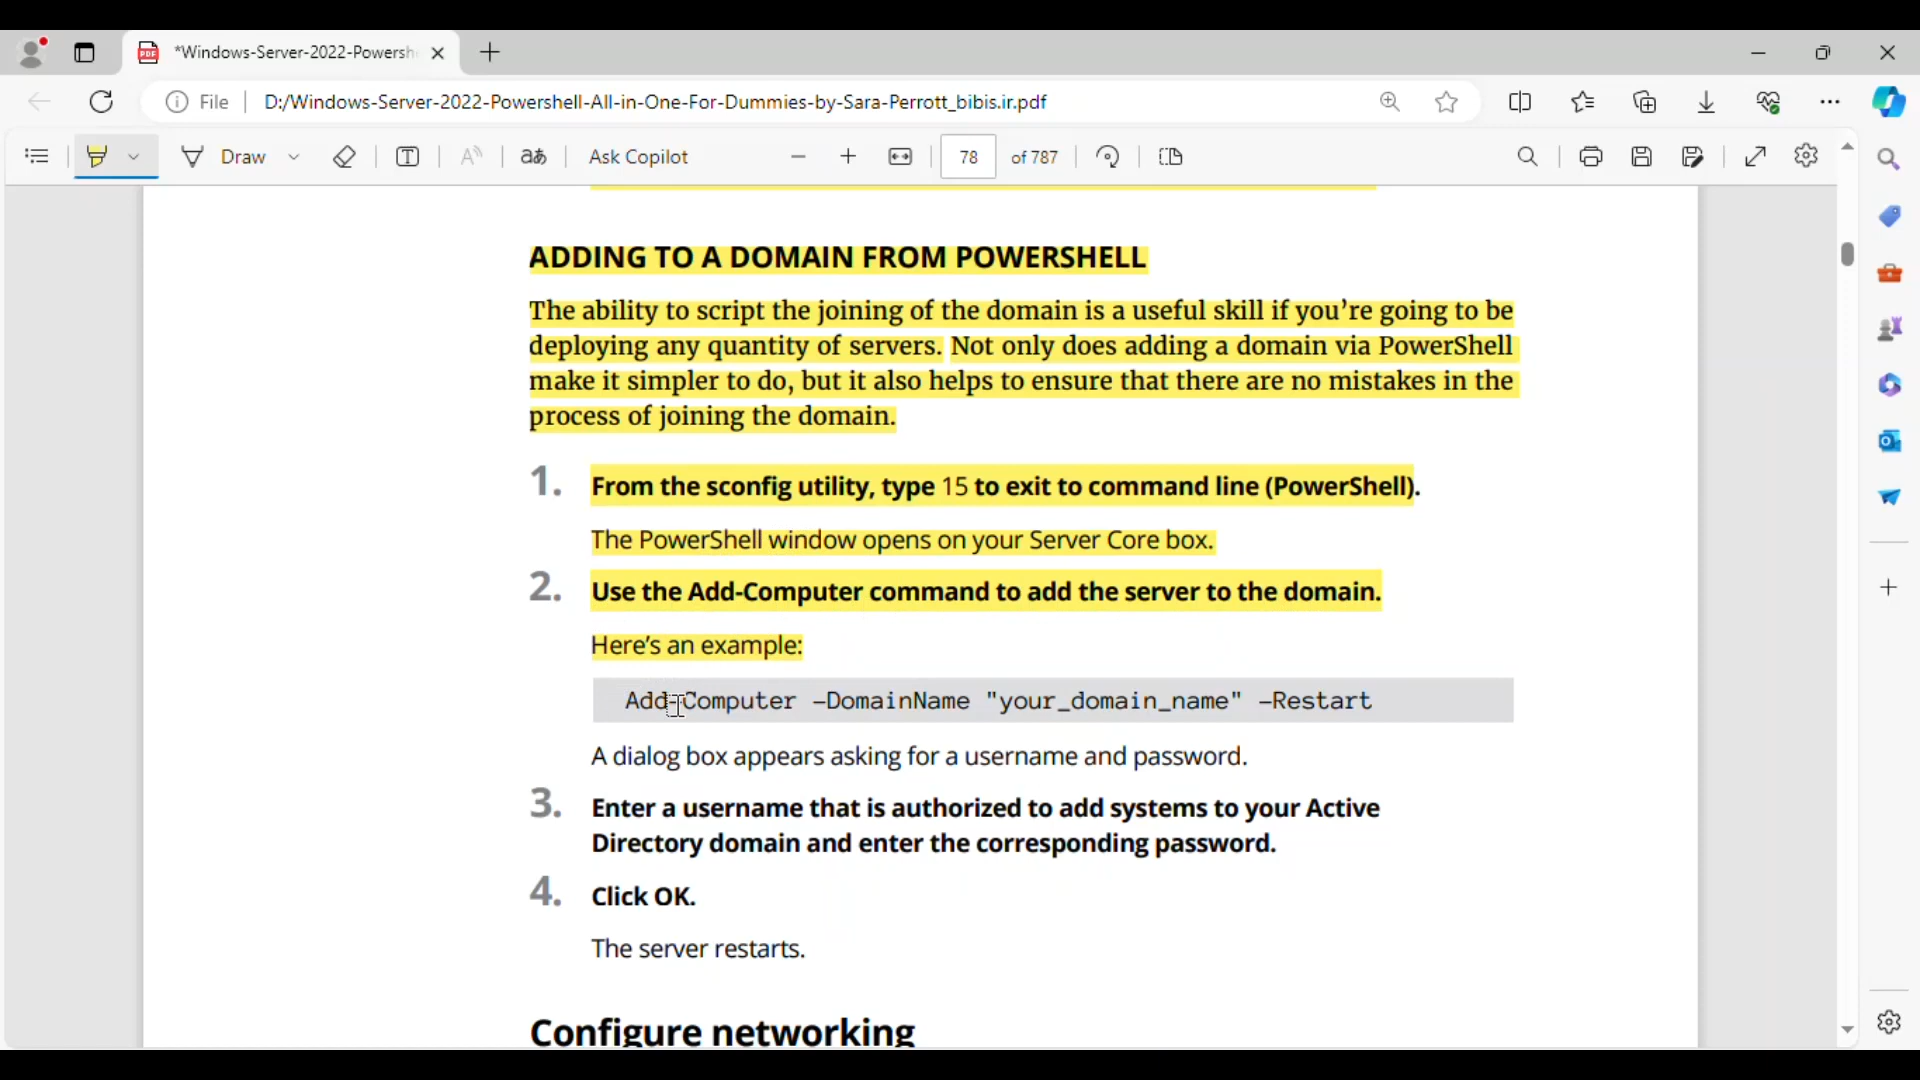 *Windows-Server-2022-Powersh
File
D:/Windows-Server-2022-Powershell-All-in-One-For-Dummies-by-Sara-Perrott_bibis.ir.pdf
Draw
T
A
aあ
Ask Copilot
78 of 787
ADDING TO A DOMAIN FROM POWERSHELL
The ability to script the joining of the domain is a useful skill if you’re going to be
deploying any quantity of servers. Not only does adding a domain via PowerShell
make it simpler to do, but it also helps to ensure that there are no mistakes in the
process of joining the domain.
1. From the sconfig utility, type 15 to exit to command line (PowerShell).
The PowerShell window opens on your Server Core box.
2. Use the Add-Computer command to add the server to the domain.
Here’s an example:
Add-Computer –DomainName "your_domain_name" –Restart
A dialog box appears asking for a username and password.
3. Enter a username that is authorized to add systems to your Active
Directory domain and enter the corresponding password.
4. Click OK.
The server restarts.
Configure networking